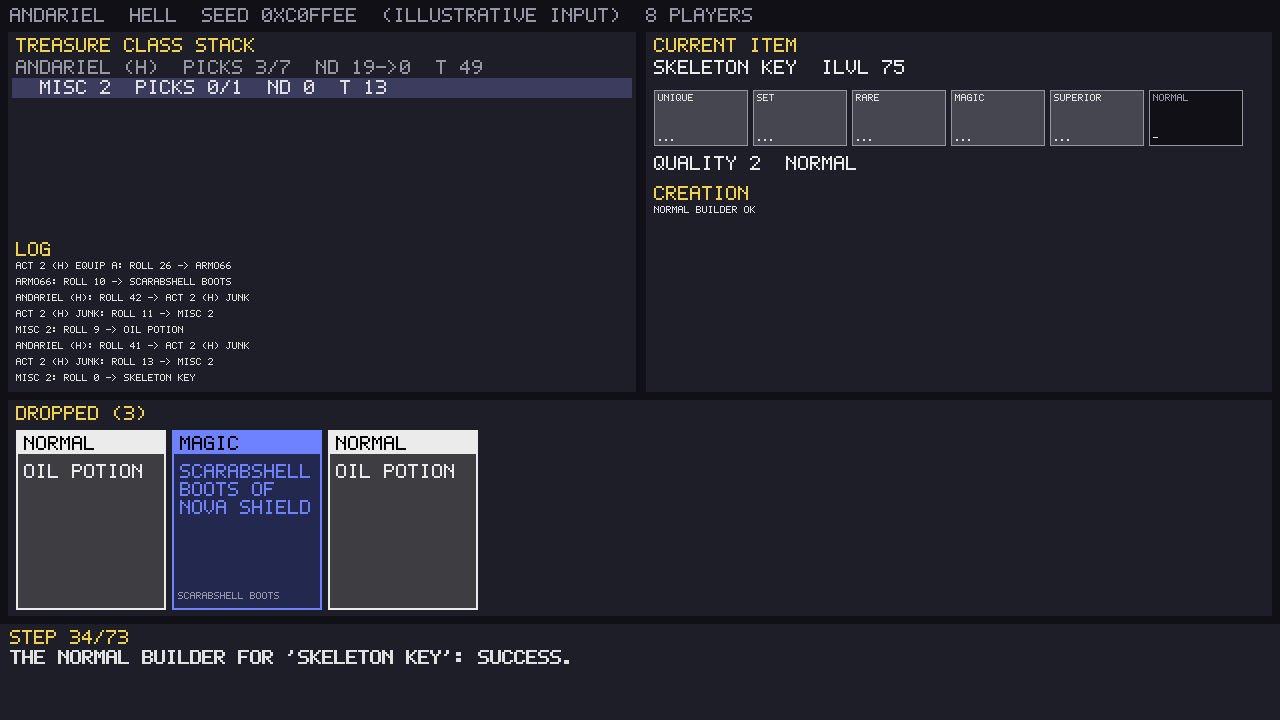 ANDARIEL  HELL  SEED 0XC0FFEE  (ILLUSTRATIVE INPUT)  8 PLAYERS
TREASURE CLASS STACK
ANDARIEL (H)  PICKS 3/7  ND 19->0  T 49
MISC 2  PICKS 0/1  ND 0  T 13
LOG
ACT 2 (H) EQUIP A: ROLL 26 -> ARMO66
ARMO66: ROLL 10 -> SCARABSHELL BOOTS
ANDARIEL (H): ROLL 42 -> ACT 2 (H) JUNK
ACT 2 (H) JUNK: ROLL 11 -> MISC 2
MISC 2: ROLL 9 -> OIL POTION
ANDARIEL (H): ROLL 41 -> ACT 2 (H) JUNK
ACT 2 (H) JUNK: ROLL 13 -> MISC 2
MISC 2: ROLL 0 -> SKELETON KEY
CURRENT ITEM
SKELETON KEY  ILVL 75
UNIQUE  SET  RARE  MAGIC  SUPERIOR  NORMAL
...  ...  ...  ...  ...  _
QUALITY 2  NORMAL
CREATION
NORMAL BUILDER OK
DROPPED (3)
NORMAL
OIL POTION
MAGIC
SCARABSHELL
BOOTS OF
NOVA SHIELD
SCARABSHELL BOOTS
NORMAL
OIL POTION
STEP 34/73
THE NORMAL BUILDER FOR 'SKELETON KEY': SUCCESS.